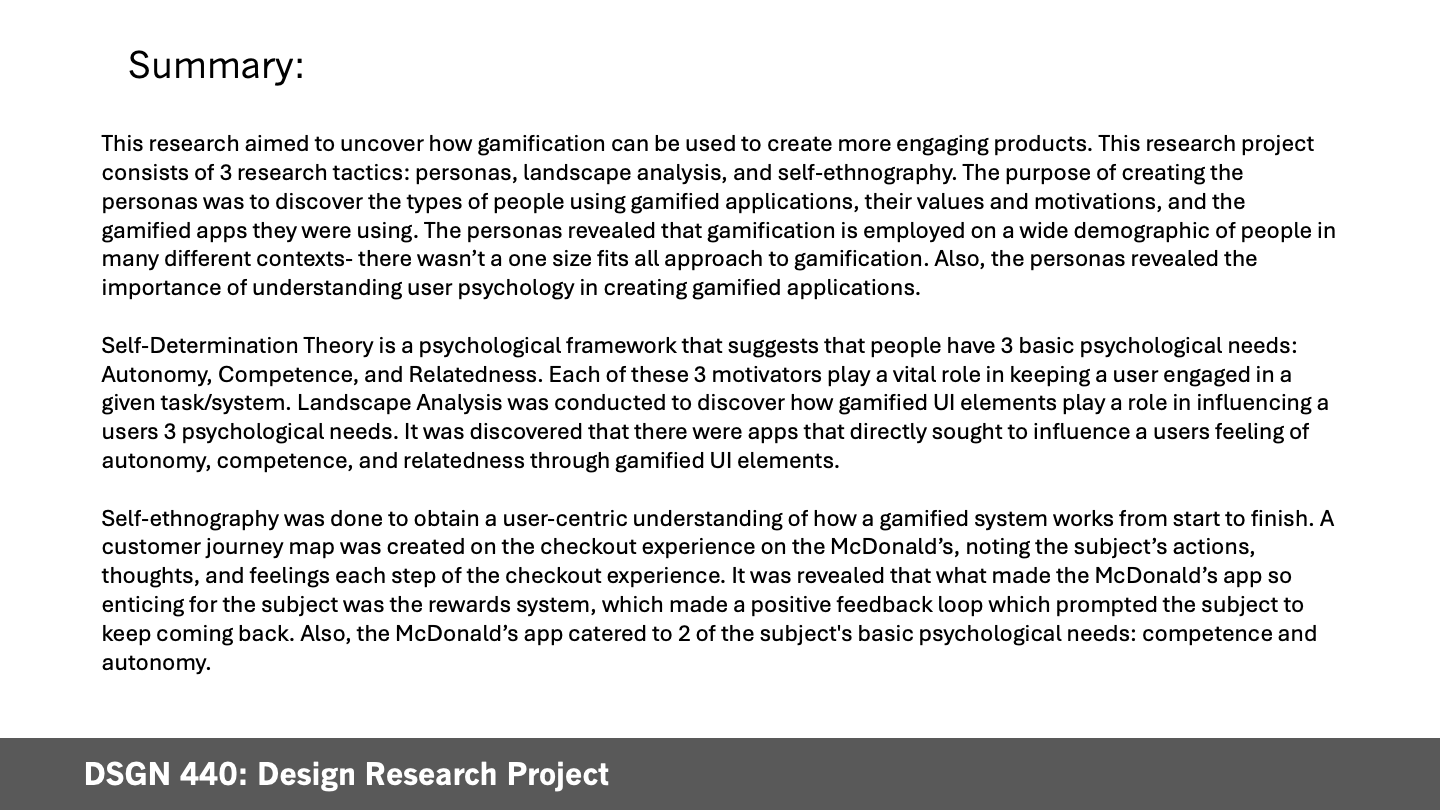 Summary:
This research aimed to uncover how gamification can be used to create more engaging products. This research project
consists of 3 research tactics: personas, landscape analysis, and self-ethnography. The purpose of creating the
personas was to discover the types of people using gamified applications, their values and motivations, and the
gamified apps they were using. The personas revealed that gamification is employed on a wide demographic of people in
many different contexts- there wasn’t a one size fits all approach to gamification. Also, the personas revealed the
importance of understanding user psychology in creating gamified applications.
Self-Determination Theory is a psychological framework that suggests that people have 3 basic psychological needs:
Autonomy, Competence, and Relatedness. Each of these 3 motivators play a vital role in keeping a user engaged in a
given task/system. Landscape Analysis was conducted to discover how gamified UI elements play a role in influencing a
users 3 psychological needs. It was discovered that there were apps that directly sought to influence a users feeling of
autonomy, competence, and relatedness through gamified UI elements.
Self-ethnography was done to obtain a user-centric understanding of how a gamified system works from start to finish. A
customer journey map was created on the checkout experience on the McDonald’s, noting the subject’s actions,
thoughts, and feelings each step of the checkout experience. It was revealed that what made the McDonald’s app so
enticing for the subject was the rewards system, which made a positive feedback loop which prompted the subject to
keep coming back. Also, the McDonald’s app catered to 2 of the subject's basic psychological needs: competence and
autonomy.
DSGN 440: Design Research Project